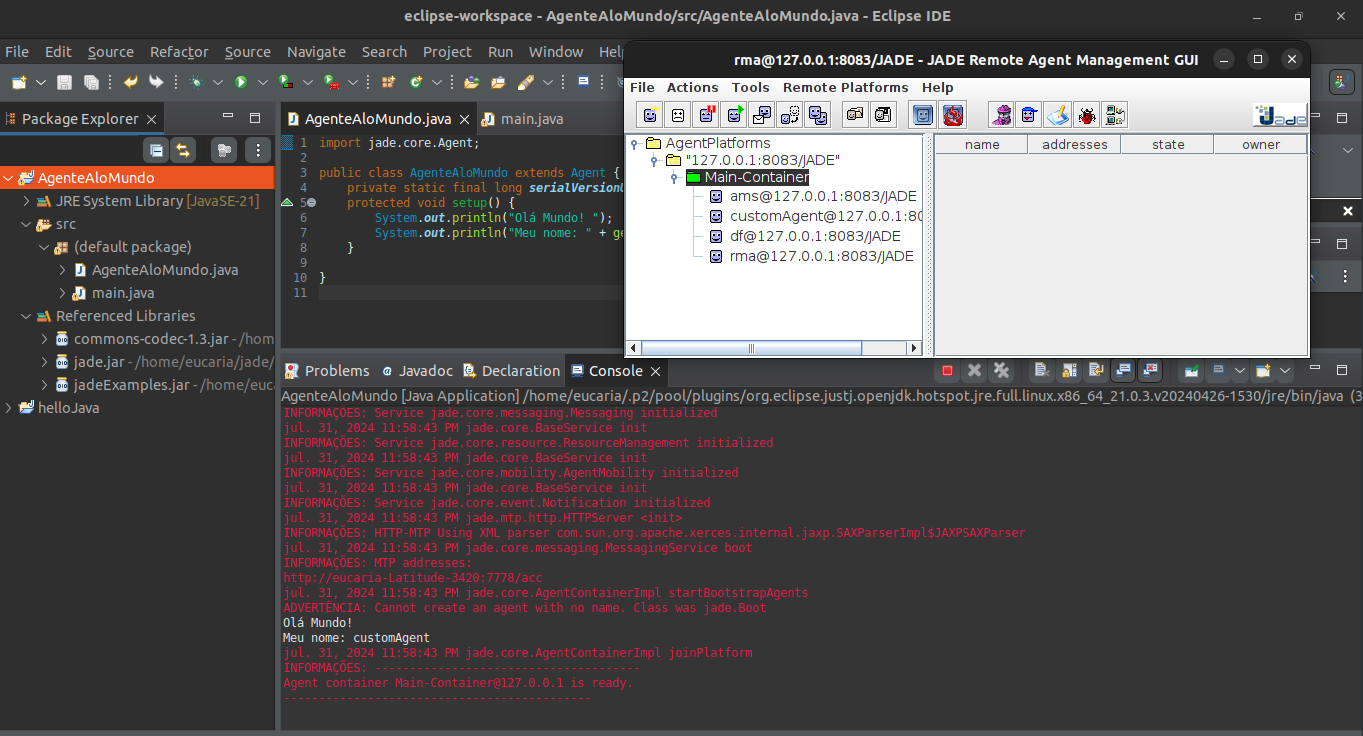 eclipse-workspace - AgenteAloMundo/src/AgenteAloMundo.java - Eclipse IDE
File Edit Source Refactor Source Navigate Search Project Run Window Help
rma@127.0.0.1:8083/JADE - JADE Remote Agent Management GUI
File Actions Tools Remote Platforms Help
Jade
AgentPlatforms
"127.0.0.1:8083/JADE"
Main-Container
ams@127.0.0.1:8083/JADE
customAgent@127.0.0.1:80
df@127.0.0.1:8083/JADE
rma@127.0.0.1:8083/JADE
name addresses state owner
Package Explorer
AgenteAloMundo
JRE System Library [JavaSE-21]
src
(default package)
AgenteAloMundo.java
main.java
Referenced Libraries
commons-codec-1.3.jar - /hom
jade.jar - /home/eucaria/jade/
jadeExamples.jar - /home/euc
helloJava
AgenteAloMundo.java main.java
1 import jade.core.Agent;
2
3 public class AgenteAloMundo extends Agent {
4 private static final long serialVersionU
5 protected void setup() {
6 System.out.println("Olá Mundo! ");
7 System.out.println("Meu nome: " + ge
8 }
9
10 }
11
Problems Javadoc Declaration Console
AgenteAloMundo [Java Application] /home/eucaria/.p2/pool/plugins/org.eclipse.justj.openjdk.hotspot.jre.full.linux.x86_64_21.0.3.v20240426-1530/jre/bin/java (3
INFORMAÇÕES: Service jade.core.messaging.Messaging initialized
jul. 31, 2024 11:58:43 PM jade.core.BaseService init
INFORMAÇÕES: Service jade.core.resource.ResourceManagement initialized
jul. 31, 2024 11:58:43 PM jade.core.BaseService init
INFORMAÇÕES: Service jade.core.mobility.AgentMobility initialized
jul. 31, 2024 11:58:43 PM jade.core.BaseService init
INFORMAÇÕES: Service jade.core.event.Notification initialized
jul. 31, 2024 11:58:43 PM jade.mtp.http.HTTPServer <init>
INFORMAÇÕES: HTTP-MTP Using XML parser com.sun.org.apache.xerces.internal.jaxp.SAXParserImpl$JAXPSAXParser
jul. 31, 2024 11:58:43 PM jade.core.messaging.MessagingService boot
INFORMAÇÕES: MTP addresses:
http://eucaria-Latitude-3420:7778/acc
jul. 31, 2024 11:58:43 PM jade.core.AgentContainerImpl startBootstrapAgents
ADVERTÊNCIA: Cannot create an agent with no name. Class was jade.Boot
Olá Mundo!
Meu nome: customAgent
jul. 31, 2024 11:58:43 PM jade.core.AgentContainerImpl joinPlatform
INFORMAÇÕES: --------------------------------------
Agent container Main-Container@127.0.0.1 is ready.
--------------------------------------------